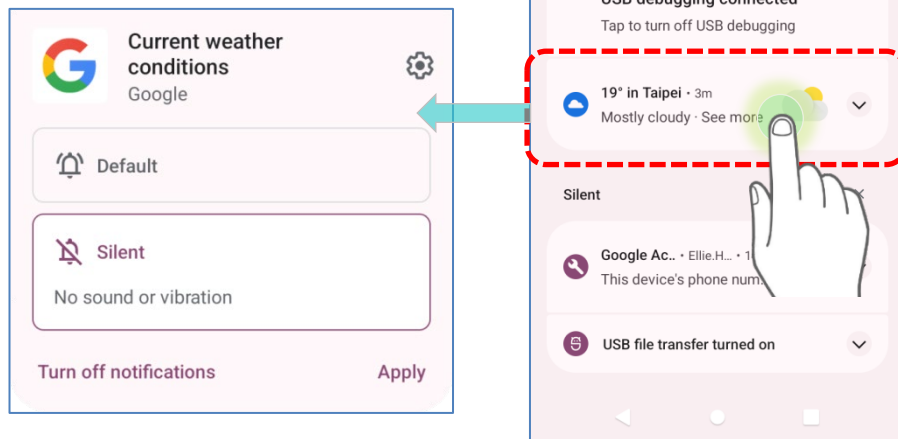 Current weather
conditions
Google
Default
Silent
No sound or vibration
Turn off notifications
Apply
USB debugging connected
Tap to turn off USB debugging
19° in Taipei • 3m
Mostly cloudy · See more
Silent
Google Ac.. • Ellie.H... • 1
This device's phone num
USB file transfer turned on